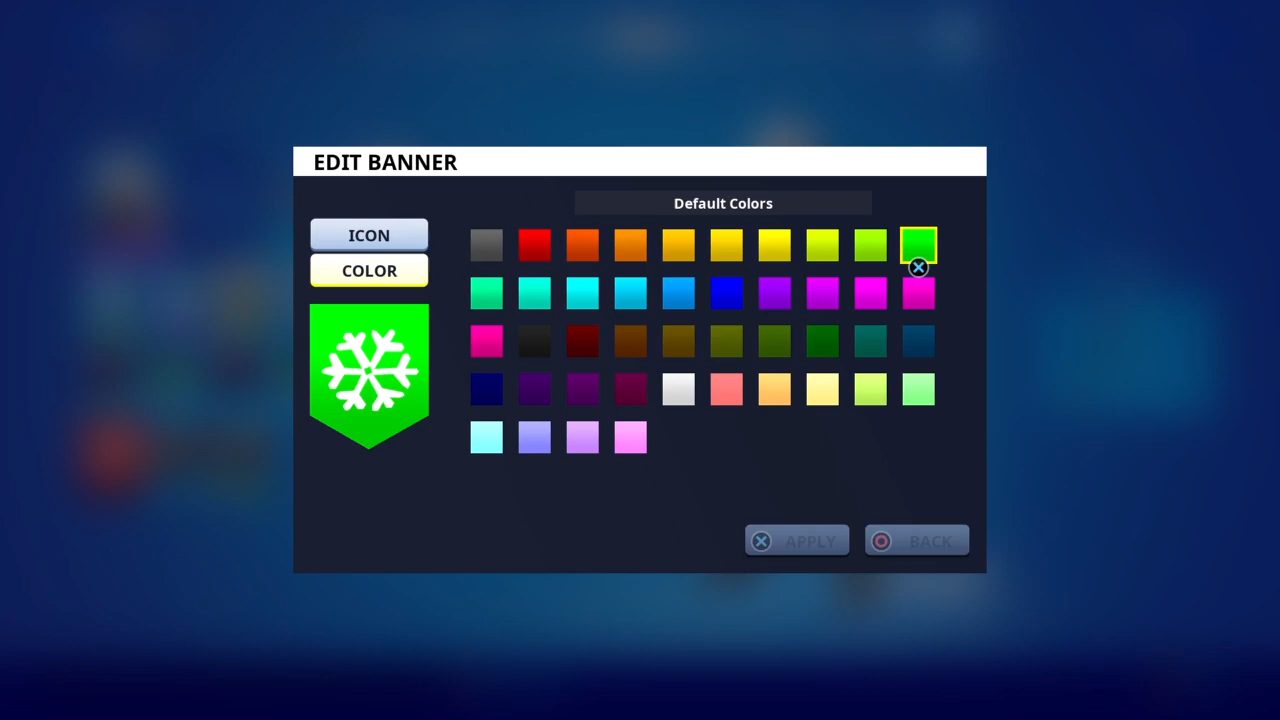 EDIT BANNER
Default Colors
ICON
COLOR
APPLY
BACK